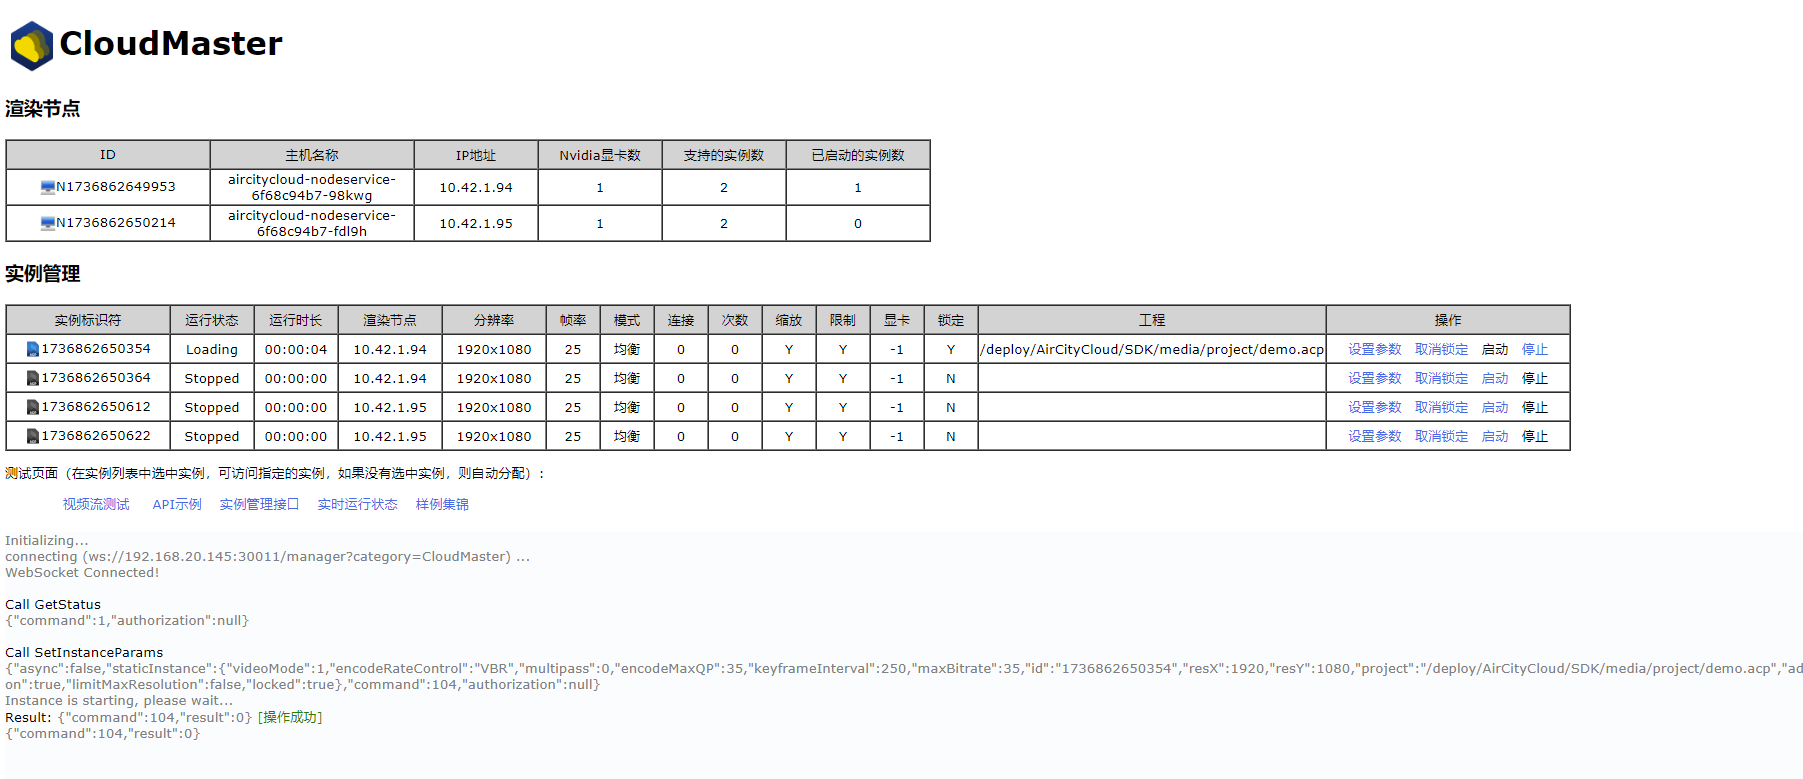 CloudMaster
渲染节点
ID 主机名称 IP地址 Nvidia显卡数 支持的实例数 已启动的实例数
N1736862649953 aircitycloud-nodeservice-6f68c94b7-98kwg 10.42.1.94 1 2 1
N1736862650214 aircitycloud-nodeservice-6f68c94b7-fdl9h 10.42.1.95 1 2 0
实例管理
实例标识符 运行状态 运行时长 渲染节点 分辨率 帧率 模式 连接 次数 缩放 限制 显卡 锁定 工程 操作
1736862650354 Loading 00:00:04 10.42.1.94 1920x1080 25 均衡 0 0 Y Y -1 Y /deploy/AirCityCloud/SDK/media/project/demo.acp 设置参数 取消锁定 启动 停止
1736862650364 Stopped 00:00:00 10.42.1.94 1920x1080 25 均衡 0 0 Y Y -1 N 设置参数 取消锁定 启动 停止
1736862650612 Stopped 00:00:00 10.42.1.95 1920x1080 25 均衡 0 0 Y Y -1 N 设置参数 取消锁定 启动 停止
1736862650622 Stopped 00:00:00 10.42.1.95 1920x1080 25 均衡 0 0 Y Y -1 N 设置参数 取消锁定 启动 停止
测试页面（在实例列表中选中实例，可访问指定的实例，如果没有选中实例，则自动分配）:
视频流测试 API示例 实例管理接口 实时运行状态 样例集锦
Initializing...
connecting (ws://192.168.20.145:30011/manager?category=CloudMaster) ...
WebSocket Connected!
Call GetStatus
{"command":1,"authorization":null}
Call SetInstanceParams
{"async":false,"staticInstance":{"videoMode":1,"encodeRateControl":"VBR","multipass":0,"encodeMaxQP":35,"keyframeInterval":250,"maxBitrate":35,"id":"1736862650354","resX":1920,"resY":1080,"project":"/deploy/AirCityCloud/SDK/media/project/demo.acp","ad
on":true,"limitMaxResolution":false,"locked":true},"command":104,"authorization":null}
Instance is starting, please wait...
Result: {"command":104,"result":0} [操作成功]
{"command":104,"result":0}